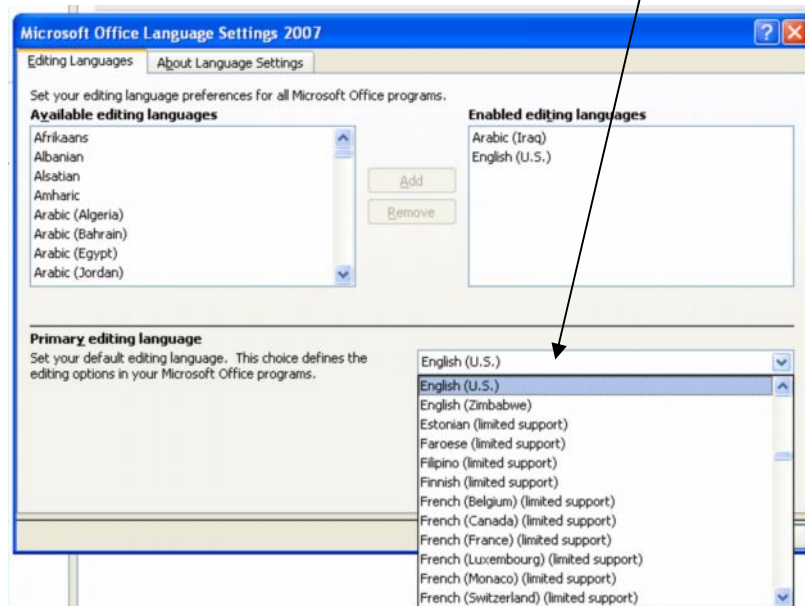 Microsoft Office Language Settings 2007
Editing Languages
About Language Settings
Set your editing language preferences for all Microsoft Office programs.
Available editing languages
Enabled editing languages
Afrikaans
Albanian
Alsatian
Amharic
Arabic (Algeria)
Arabic (Bahrain)
Arabic (Egypt)
Arabic (Jordan)
Add
Remove
Arabic (Iraq)
English (U.S.)
Primary editing language
Set your default editing language. This choice defines the
editing options in your Microsoft Office programs.
English (U.S.)
English (U.S.)
English (Zimbabwe)
Estonian (limited support)
Faroese (limited support)
Filipino (limited support)
Finnish (limited support)
French (Belgium) (limited support)
French (Canada) (limited support)
French (France) (limited support)
French (Luxembourg) (limited support)
French (Monaco) (limited support)
French (Switzerland) (limited support)